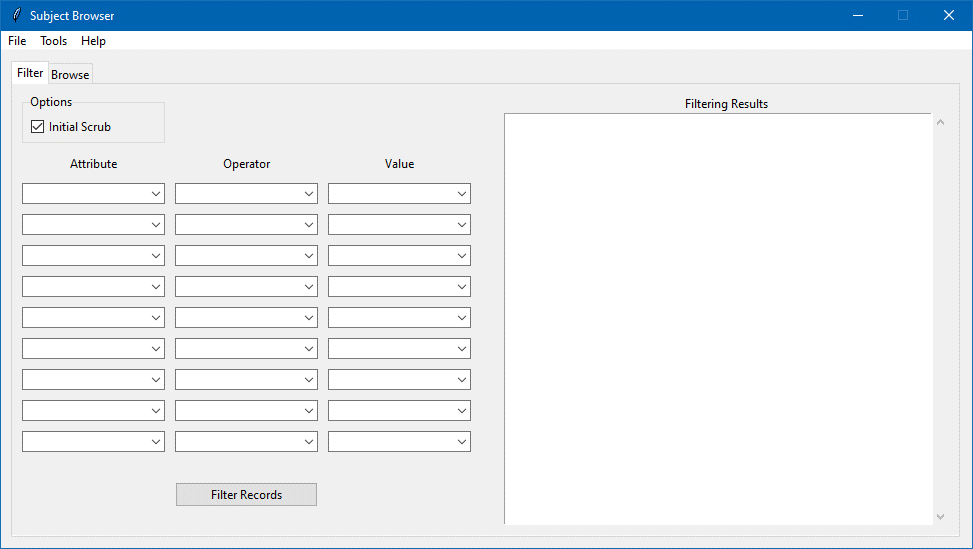 Subject Browser
File Tools Help
Filter Browse
Options
Initial Scrub
Attribute Operator Value
Filter Records
Filtering Results